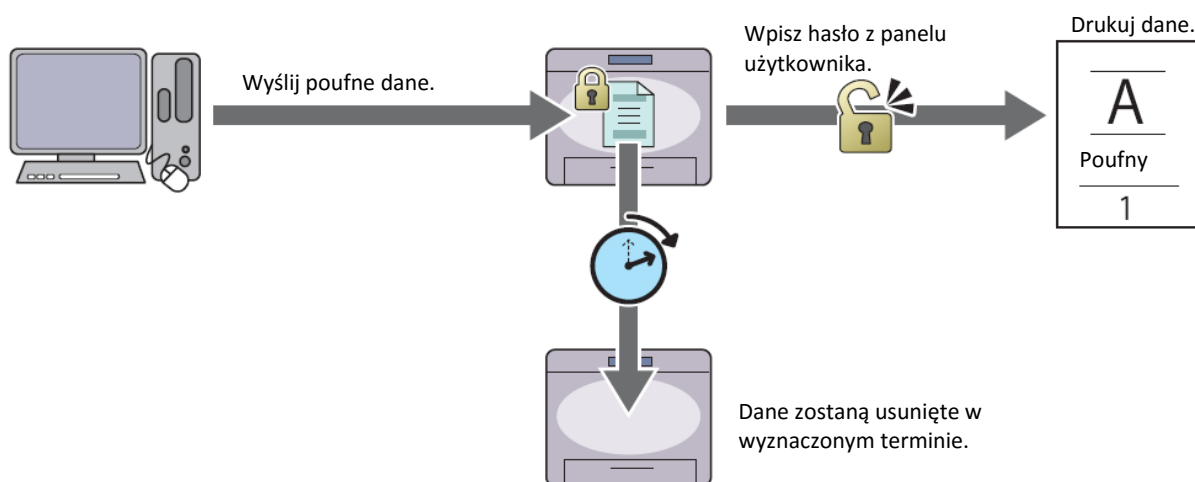 Wyślij poufne dane.
Wpisz hasło z panelu
użytkownika.
Drukuj dane.
A
Poufny
1
Dane zostaną usunięte w
wyznaczonym terminie.